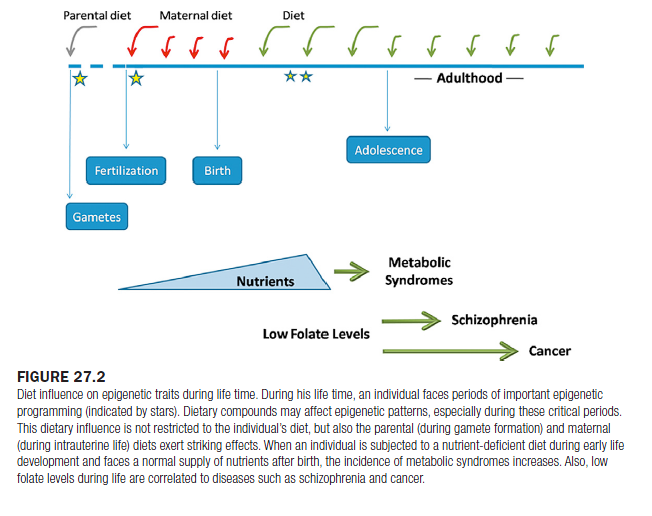 Parental diet Maternal diet Diet
— Adulthood —
Adolescence
Fertilization Birth
Gametes
Nutrients
Metabolic
Syndromes
Low Folate Levels
Schizophrenia
Cancer
FIGURE 27.2
Diet influence on epigenetic traits during life time. During his life time, an individual faces periods of important epigenetic
programming (indicated by stars). Dietary compounds may affect epigenetic patterns, especially during these critical periods.
This dietary influence is not restricted to the individual's diet, but also the parental (during gamete formation) and maternal
(during intrauterine life) diets exert striking effects. When an individual is subjected to a nutrient-deficient diet during early life
development and faces a normal supply of nutrients after birth, the incidence of metabolic syndromes increases. Also, low
folate levels during life are correlated to diseases such as schizophrenia and cancer.